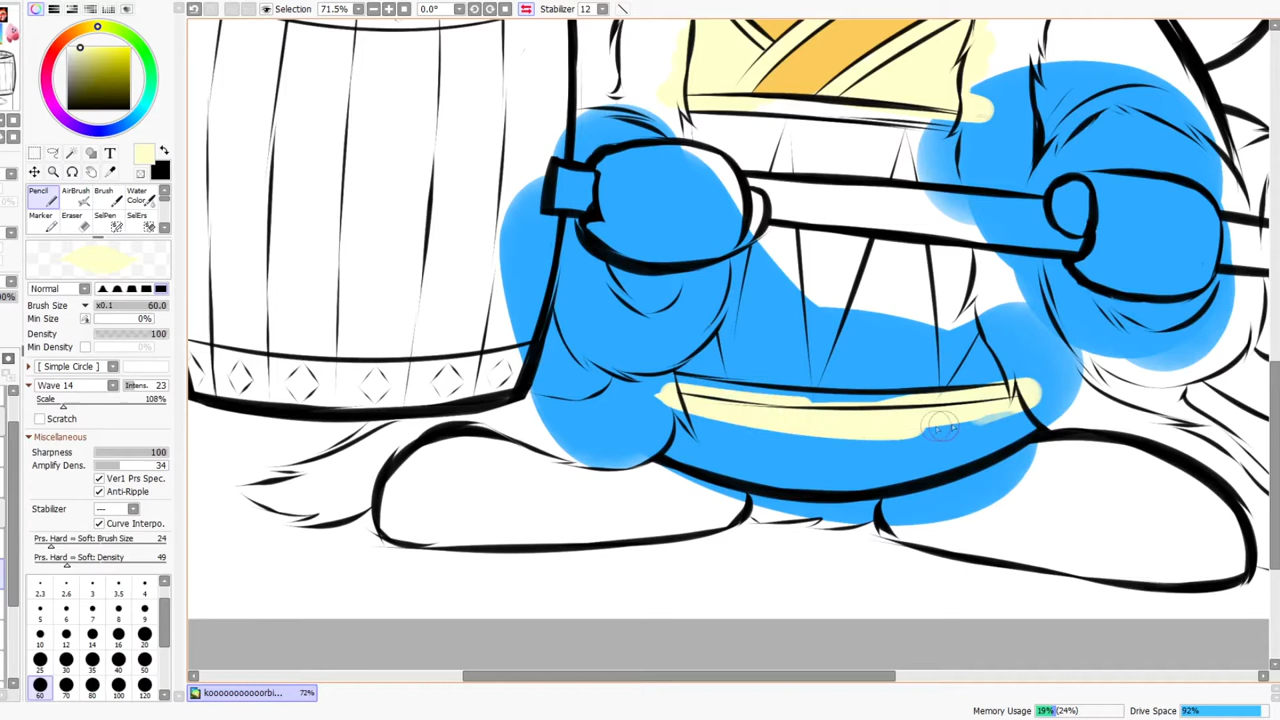 Selection 71.5% 0.0° Stabilizer 12
T
Pencil AirBrush Brush Water Color
Marker Eraser SelPen SelErs
Normal
Brush Size x0.1 60.0
Min Size 0%
Density 100
Min Density 0%
[ Simple Circle ]
Wave 14 Intens. 23
Scale 108%
Scratch
Miscellaneous
Sharpness 100
Amplify Dens. 34
Ver1 Prs Spec.
Anti-Ripple
Stabilizer ---
Curve Interpo.
Prs. Hard ⇔ Soft: Brush Size 24
Prs. Hard ⇔ Soft: Density 49
2.3 2.6 3 3.5 4
5 6 7 8 9
10 12 14 16 20
25 30 35 40 50
60 70 80 100 120
kooooooooooorbi... 72%
Memory Usage 19% (24%) Drive Space 92%